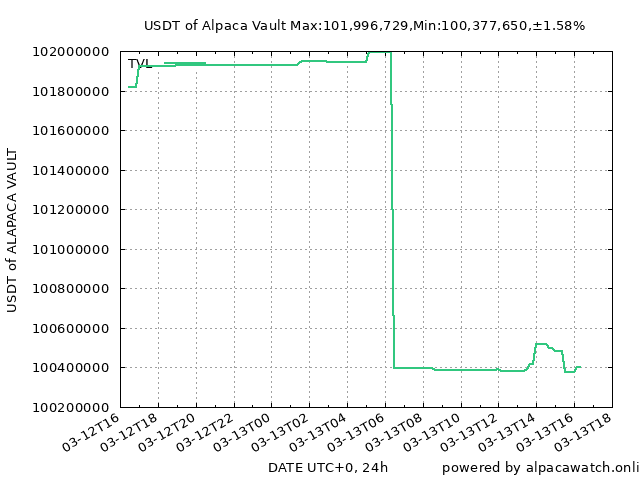 USDT of Alpaca Vault Max:101,996,729,Min:100,377,650,±1.58%
102000000
TVL
101800000
101600000
101400000
101200000
101000000
100800000
100600000
100400000
100200000
USDT of ALAPACA VAULT
03-12T16
03-12T18
03-12T20
03-12T22
03-13T00
03-13T02
03-13T04
03-13T06
03-13T08
03-13T10
03-13T12
03-13T14
03-13T16
03-13T18
DATE UTC+0, 24h
powered by alpacawatch.onli